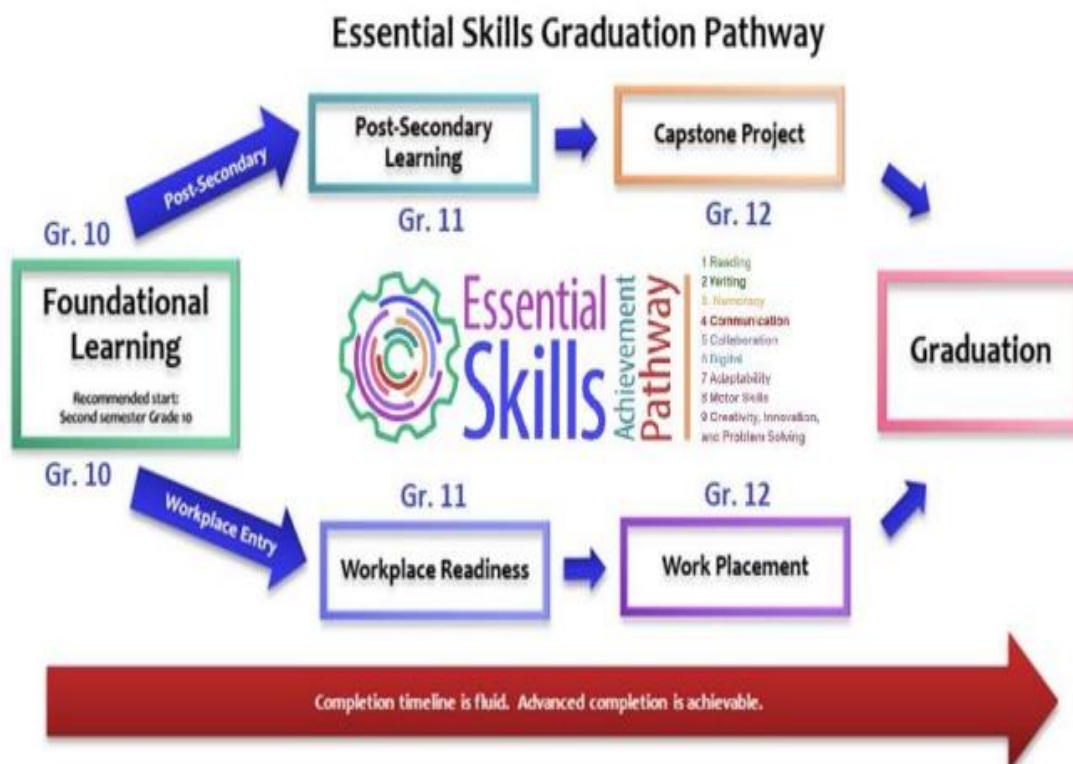 Essential Skills Graduation Pathway
Post-Secondary
Post-Secondary
Learning
Capstone Project
Gr. 10
Gr. 11
Gr. 12
Foundational
Learning
Recommended start:
Second semester Grade 10
Essential
Skills
Achievement
Pathway
1 Reading
2 Writing
3. Numeracy
4 Communication
5 Collaboration
6 Digital
7 Adaptability
8 Motor Skills
9 Creativity, Innovation,
and Problem Solving
Graduation
Gr. 10
Gr. 11
Gr. 12
Workplace Entry
Workplace Readiness
Work Placement
Completion timeline is fluid. Advanced completion is achievable.